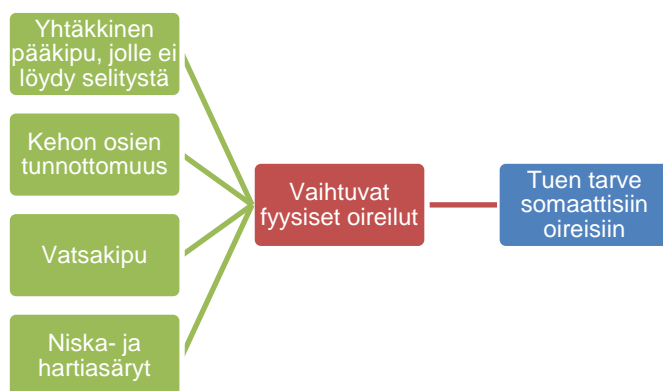 Yhtäkkinen
pääkipu, jolle ei
löydy selitystä
Kehon osien
tunnottomuus
Vatsakipu
Niska- ja
hartiasäryt
Vaihtuvat
fyysiset oireilut
Tuen tarve
somaattisiin
oireisiin